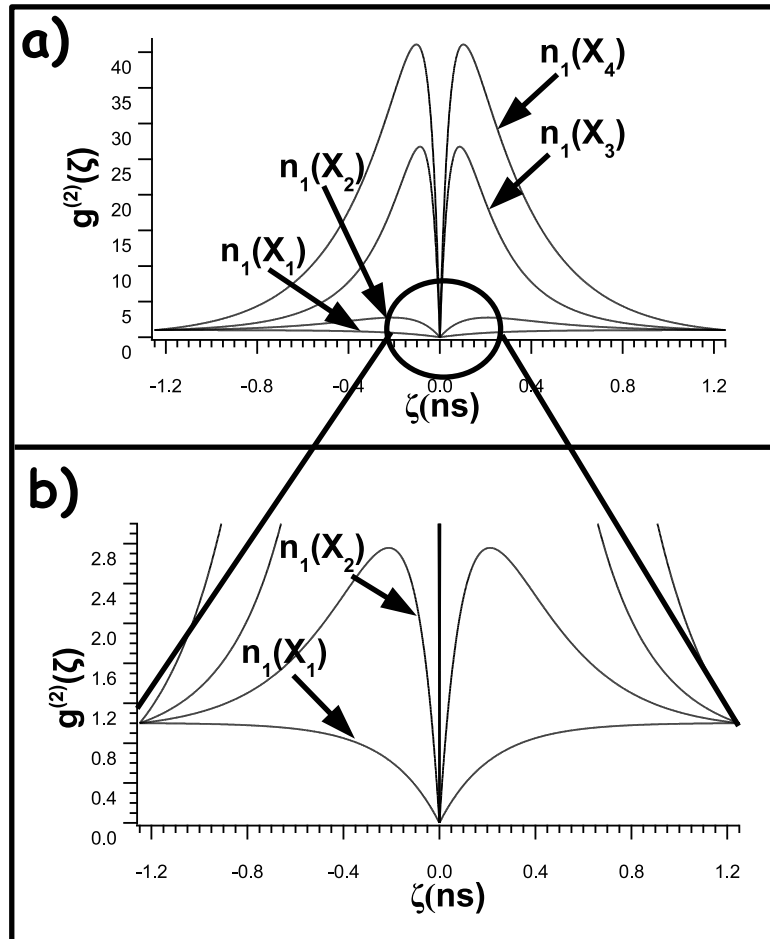 a)
g⁽²⁾(ζ)
40
35
30
25
20
15
10
5
0
n₁(X₄)
n₁(X₃)
n₁(X₂)
n₁(X₁)
-1.2 -0.8 -0.4 0.0 0.4 0.8 1.2
ζ(ns)
b)
g⁽²⁾(ζ)
2.8
2.4
2.0
1.6
1.2
0.8
0.4
0.0
n₁(X₂)
n₁(X₁)
-1.2 -0.8 -0.4 0.0 0.4 0.8 1.2
ζ(ns)